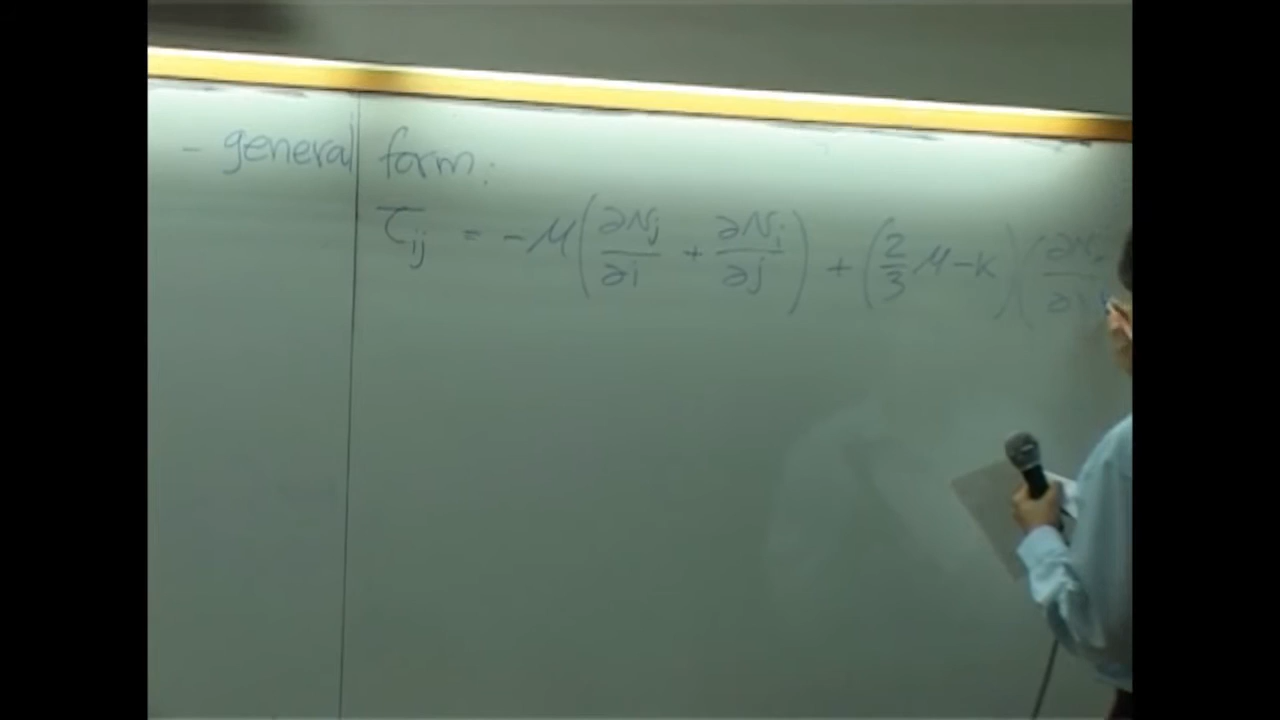 - general form:
τij = -μ(∂vj/∂i + ∂vi/∂j) + (2/3 μ-κ)(∂v